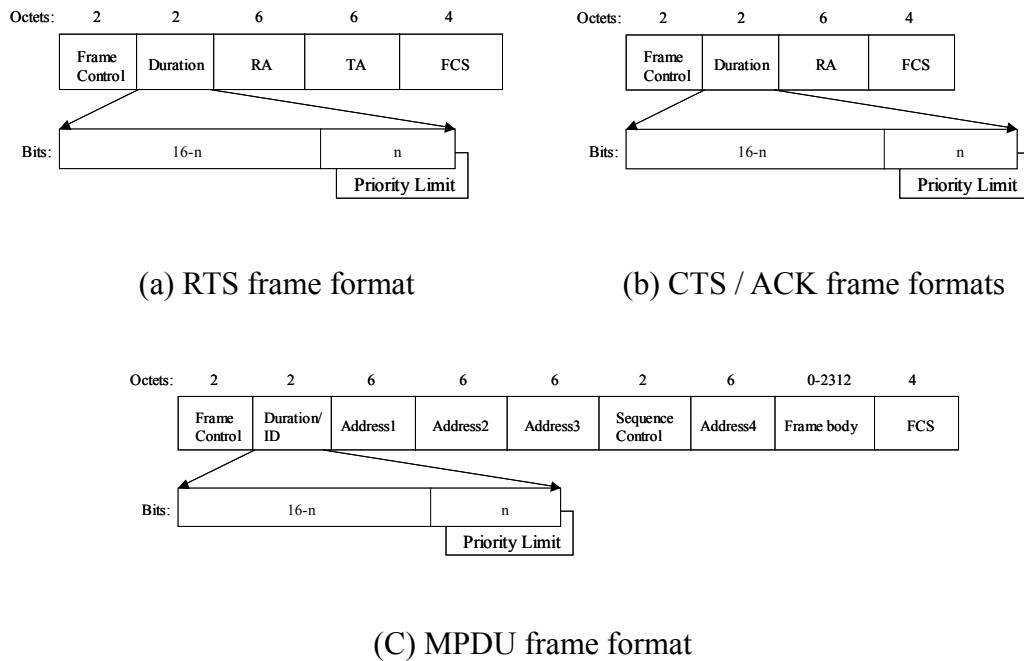 Octets: 2 2 6 6 4
Frame Control Duration RA TA FCS
Bits: 16-n n
Priority Limit
(a) RTS frame format
Octets: 2 2 6 4
Frame Control Duration RA FCS
Bits: 16-n n
Priority Limit
(b) CTS / ACK frame formats
Octets: 2 2 6 6 6 2 6 0-2312 4
Frame Control Duration/ ID Address1 Address2 Address3 Sequence Control Address4 Frame body FCS
Bits: 16-n n
Priority Limit
(C) MPDU frame format